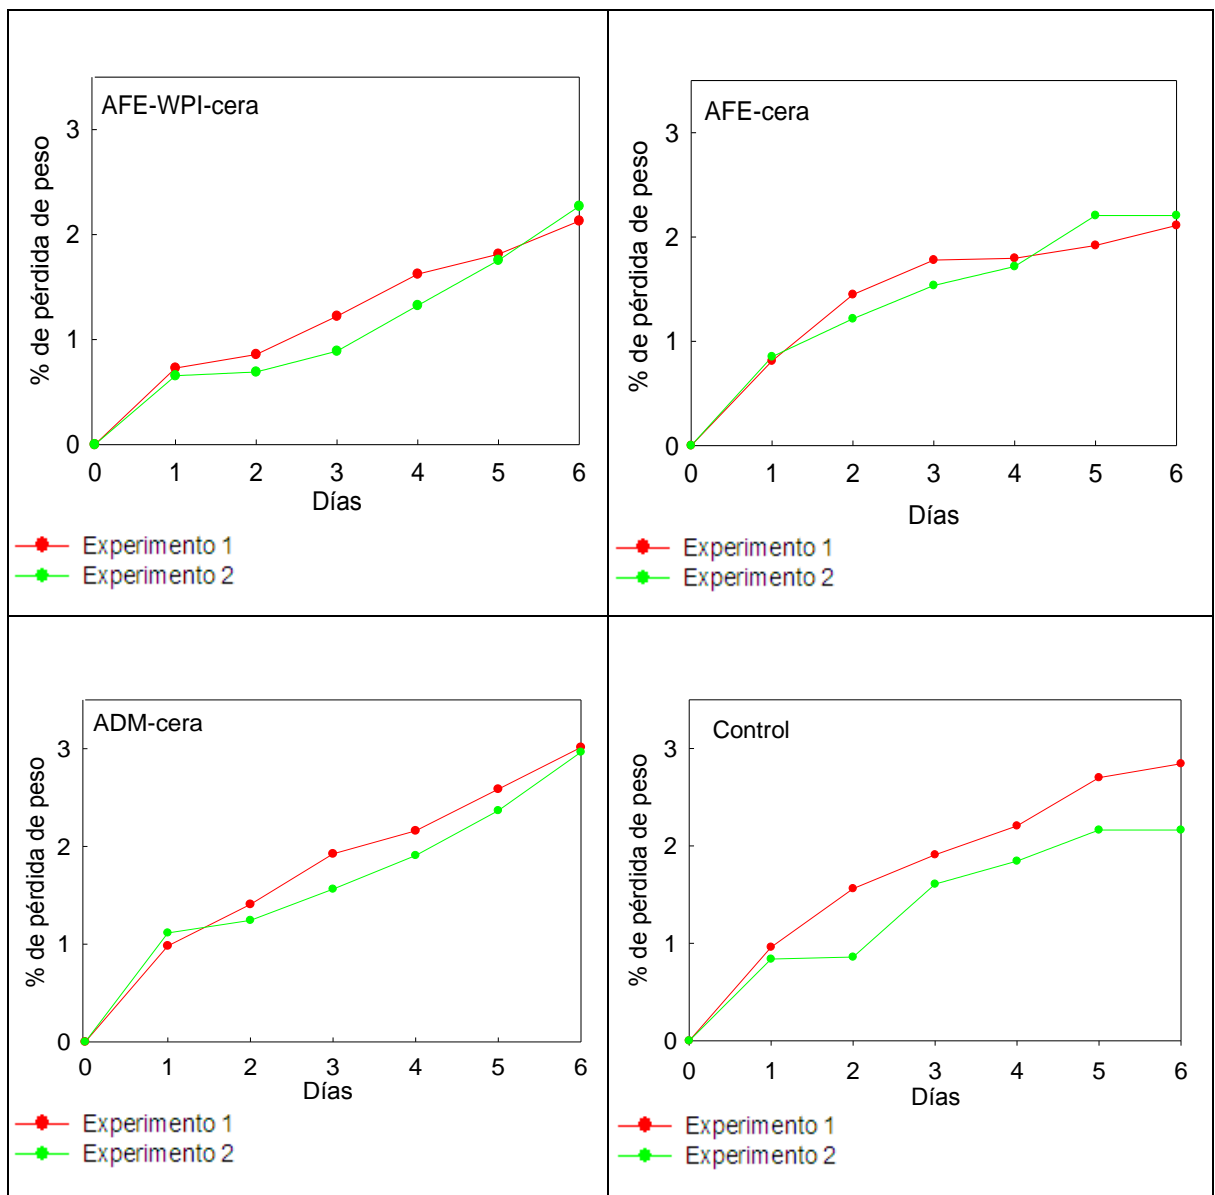 AFE-WPI-cera
% de pérdida de peso
3
2
1
0
0 1 2 3 4 5 6
Días
Experimento 1
Experimento 2
AFE-cera
% de pérdida de peso
3
2
1
0
0 1 2 3 4 5 6
Días
Experimento 1
Experimento 2
ADM-cera
% de pérdida de peso
3
2
1
0
0 1 2 3 4 5 6
Días
Experimento 1
Experimento 2
Control
% de pérdida de peso
3
2
1
0
0 1 2 3 4 5 6
Días
Experimento 1
Experimento 2